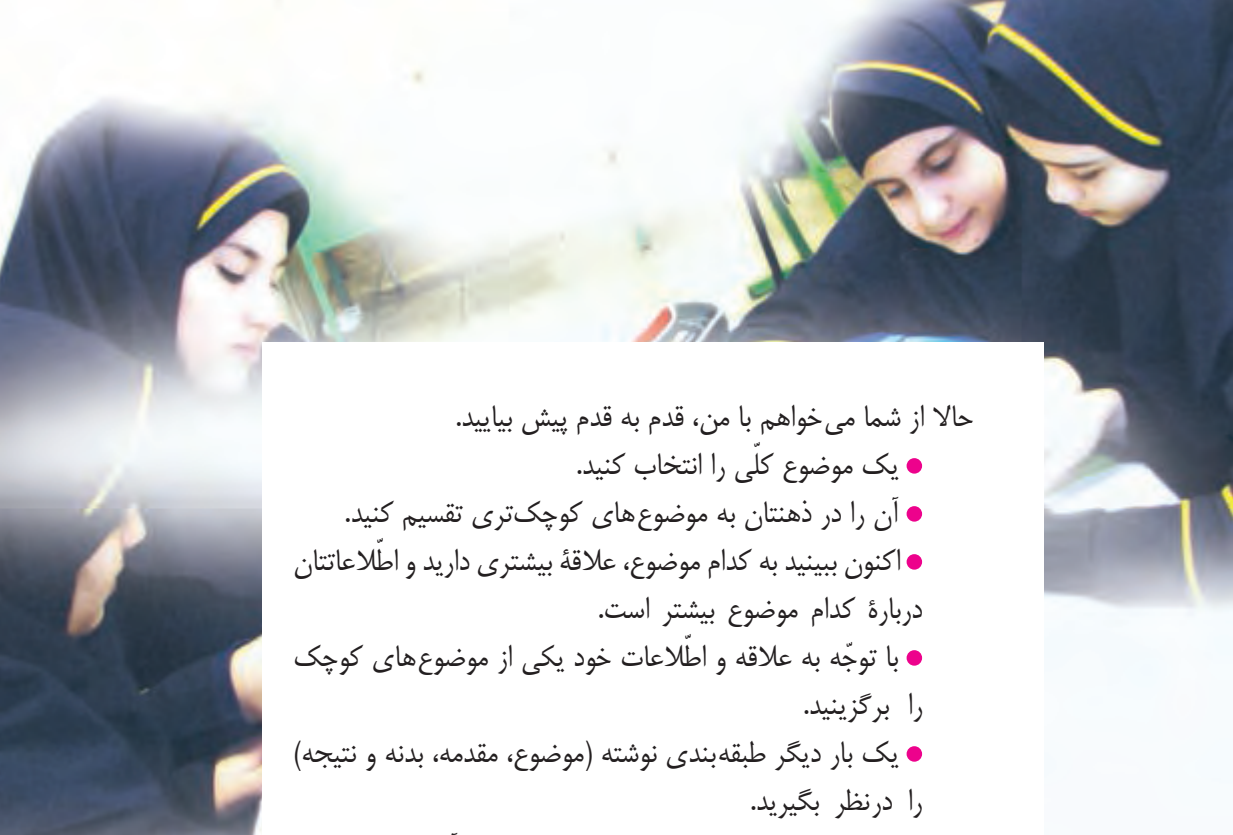 حالا از شما می‌خواهم با من، قدم به قدم پیش بیایید.
● یک موضوع کلّی را انتخاب کنید.
● آن را در ذهنتان به موضوع‌های کوچک‌تری تقسیم کنید.
● اکنون ببینید به کدام موضوع، علاقهٔ بیشتری دارید و اطّلاعاتتان
دربارهٔ کدام موضوع بیشتر است.
● با توجّه به علاقه و اطّلاعات خود یکی از موضوع‌های کوچک
را برگزینید.
● یک بار دیگر طبقه‌بندی نوشته (موضوع، مقدمه، بدنه و نتیجه)
را درنظر بگیرید.